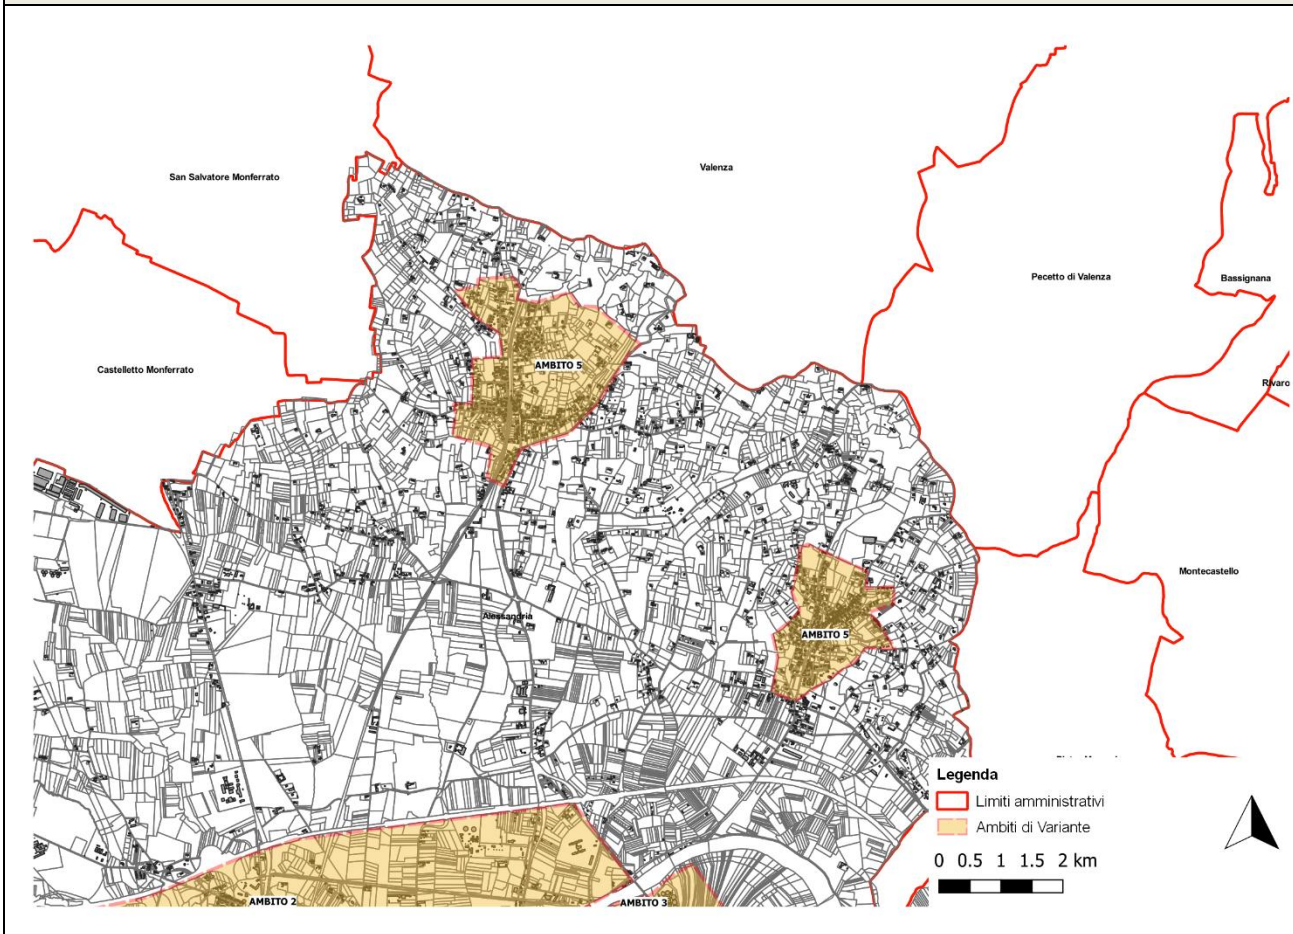 Valenza
San Salvatore Monferrato
Pecetto di Valenza
Bassignana
Castelletto Monferrato
AMBITO 5
Montecastello
Alessandria
AMBITO 5
Legenda
Limiti amministrativi
Ambiti di Variante
0 0.5 1 1.5 2 km
AMBITO 2
AMBITO 3